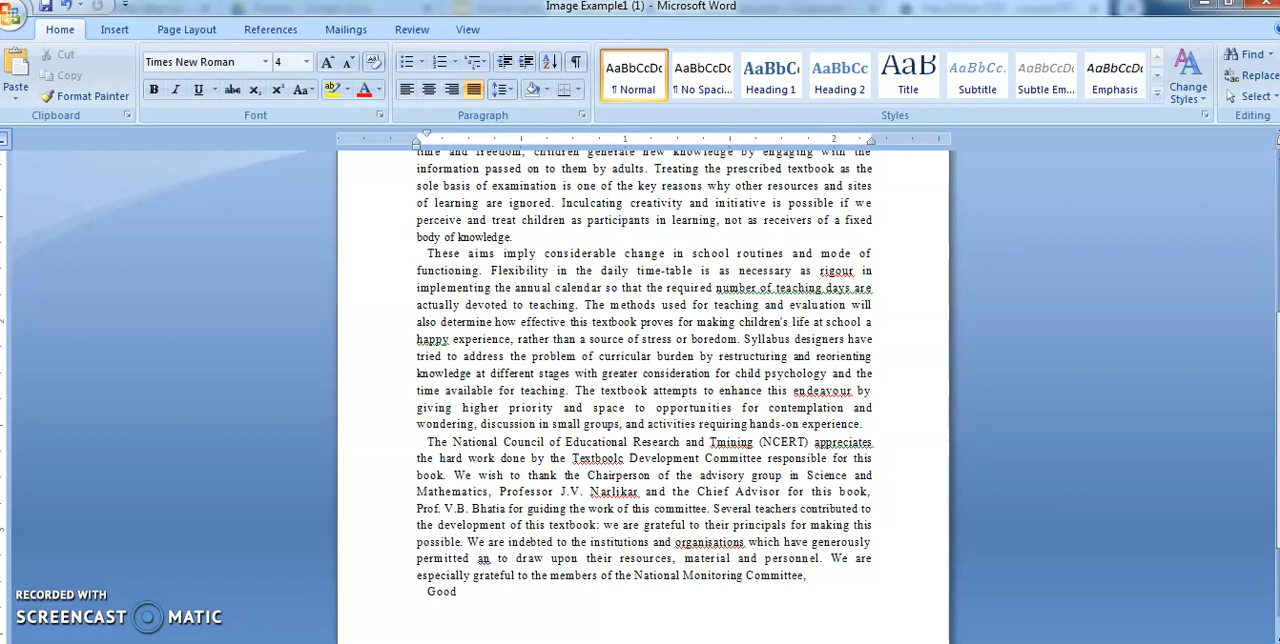 Image Example1 (1) - Microsoft Word
Home Insert Page Layout References Mailings Review View
Paste
Cut
Copy
Format Painter
Clipboard
Times New Roman 4
B I U abc X₂ X² Aa
Font
Paragraph
AaBbCcDc AaBbCcDc AaBbC AaBbCc AaB AaBbCc. AaBbCcDc AaBbCcDc
¶ Normal ¶ No Spaci... Heading 1 Heading 2 Title Subtitle Subtle Em... Emphasis
Change
Styles
Styles
Find
Replace
Select
Editing
1 2
time and freedom, children generate new knowledge by engaging with the
information passed on to them by adults. Treating the prescribed textbook as the
sole basis of examination is one of the key reasons why other resources and sites
of learning are ignored. Inculcating creativity and initiative is possible if we
perceive and treat children as participants in learning, not as receivers of a fixed
body of knowledge.
These aims imply considerable change in school routines and mode of
functioning. Flexibility in the daily time-table is as necessary as rigour in
implementing the annual calendar so that the required number of teaching days are
actually devoted to teaching. The methods used for teaching and evaluation will
also determine how effective this textbook proves for making children's life at school a
happy experience, rather than a source of stress or boredom. Syllabus designers have
tried to address the problem of curricular burden by restructuring and reorienting
knowledge at different stages with greater consideration for child psychology and the
time available for teaching. The textbook attempts to enhance this endeavour by
giving higher priority and space to opportunities for contemplation and
wondering, discussion in small groups, and activities requiring hands-on experience.
The National Council of Educational Research and Tmining (NCERT) appreciates
the hard work done by the Textboolc Development Committee responsible for this
book. We wish to thank the Chairperson of the advisory group in Science and
Mathematics, Professor J.V. Narlikar and the Chief Advisor for this book,
Prof. V.B. Bhatia for guiding the work of this committee. Several teachers contributed to
the development of this textbook: we are grateful to their principals for making this
possible. We are indebted to the institutions and organisations which have generously
permitted an to draw upon their resources, material and personnel. We are
especially grateful to the members of the National Monitoring Committee,
Good
RECORDED WITH
SCREENCAST MATIC